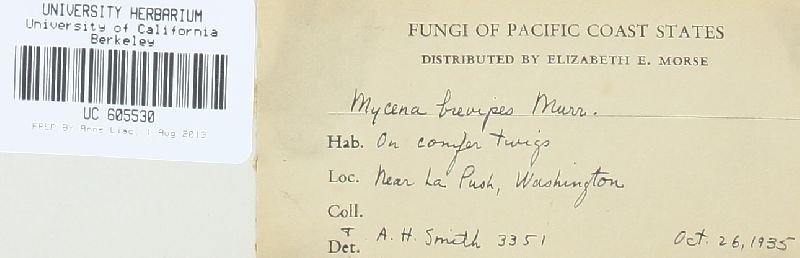 UNIVERSITY HERBARIUM
University of California
Berkeley
UC 605530
FUNGI OF PACIFIC COAST STATES
DISTRIBUTED BY ELIZABETH E. MORSE
Mycena brevipes Murr.
Hab. On conifer twigs
Loc. Near La Push, Washington
Coll.
+
Det. A. H. Smith 3351 Oct. 26, 1935